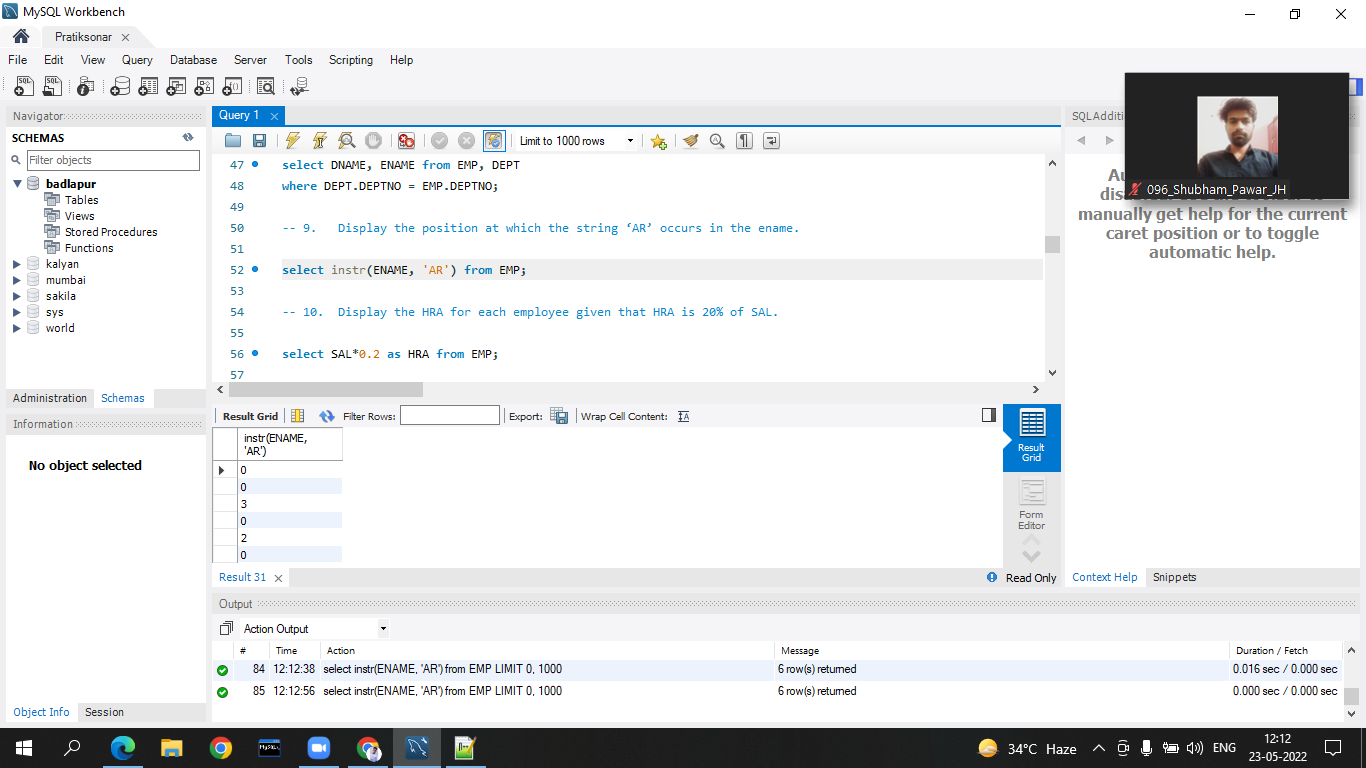 MySQL Workbench
Pratiksonar
File Edit View Query Database Server Tools Scripting Help
Navigator
SCHEMAS
Filter objects
badlapur
Tables
Views
Stored Procedures
Functions
kalyan
mumbai
sakila
sys
world
Administration Schemas
Information
No object selected
Object Info Session
Query 1
Limit to 1000 rows
47 select DNAME, ENAME from EMP, DEPT
48 where DEPT.DEPTNO = EMP.DEPTNO;
49
50 -- 9. Display the position at which the string ‘AR’ occurs in the ename.
51
52 select instr(ENAME, 'AR') from EMP;
53
54 -- 10. Display the HRA for each employee given that HRA is 20% of SAL.
55
56 select SAL*0.2 as HRA from EMP;
57
Result Grid Filter Rows: Export: Wrap Cell Content:
instr(ENAME,
'AR')
0
0
3
0
2
0
Result
Grid
Form
Editor
Result 31
Read Only
SQL Additi
096_Shubham_Pawar_JH
manually get help for the current
caret position or to toggle
automatic help.
Context Help Snippets
Output
Action Output
# Time Action Message Duration / Fetch
84 12:12:38 select instr(ENAME, 'AR') from EMP LIMIT 0, 1000 6 row(s) returned 0.016 sec / 0.000 sec
85 12:12:56 select instr(ENAME, 'AR') from EMP LIMIT 0, 1000 6 row(s) returned 0.000 sec / 0.000 sec
34°C Haze ENG 12:12
23-05-2022